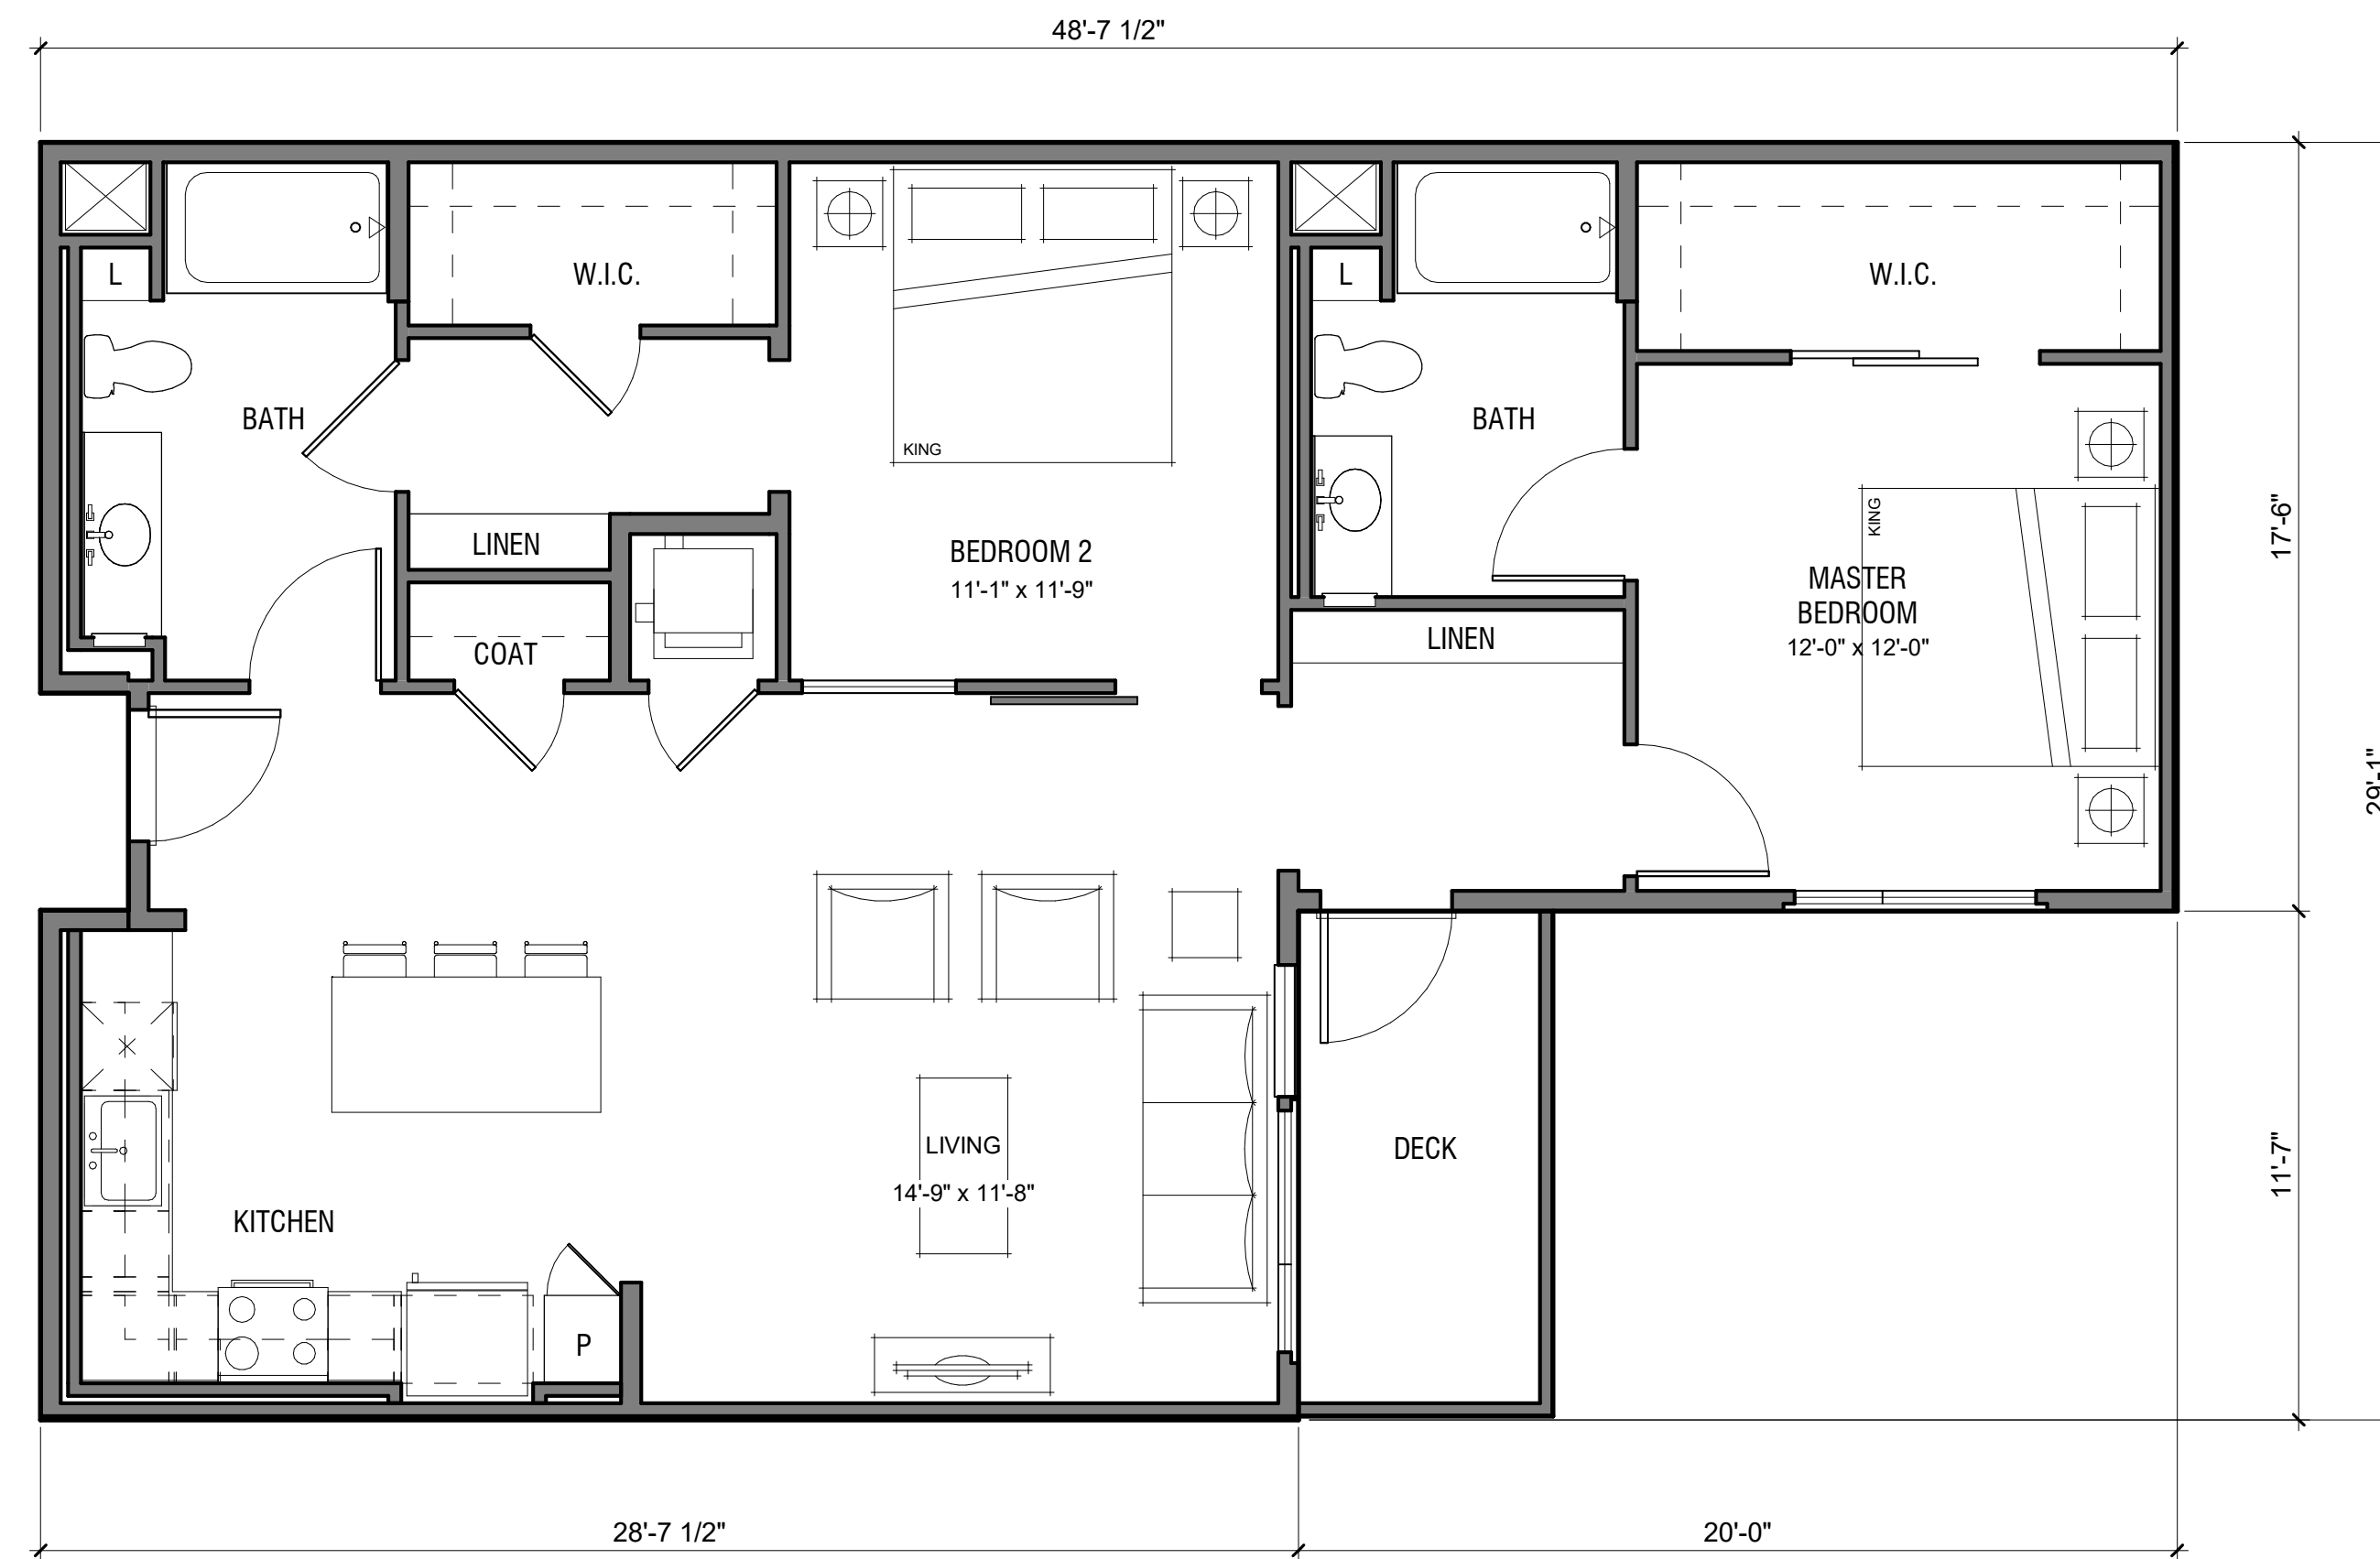 48'-7 1/2"
L
W.I.C.
L
W.I.C.
BATH
KING
BATH
KING
17'-6"
LINEN
BEDROOM 2
11'-1" x 11'-9"
MASTER
BEDROOM
12'-0" x 12'-0"
COAT
LINEN
29'-1"
LIVING
14'-9" x 11'-8"
DECK
11'-7"
KITCHEN
P
28'-7 1/2"
20'-0"